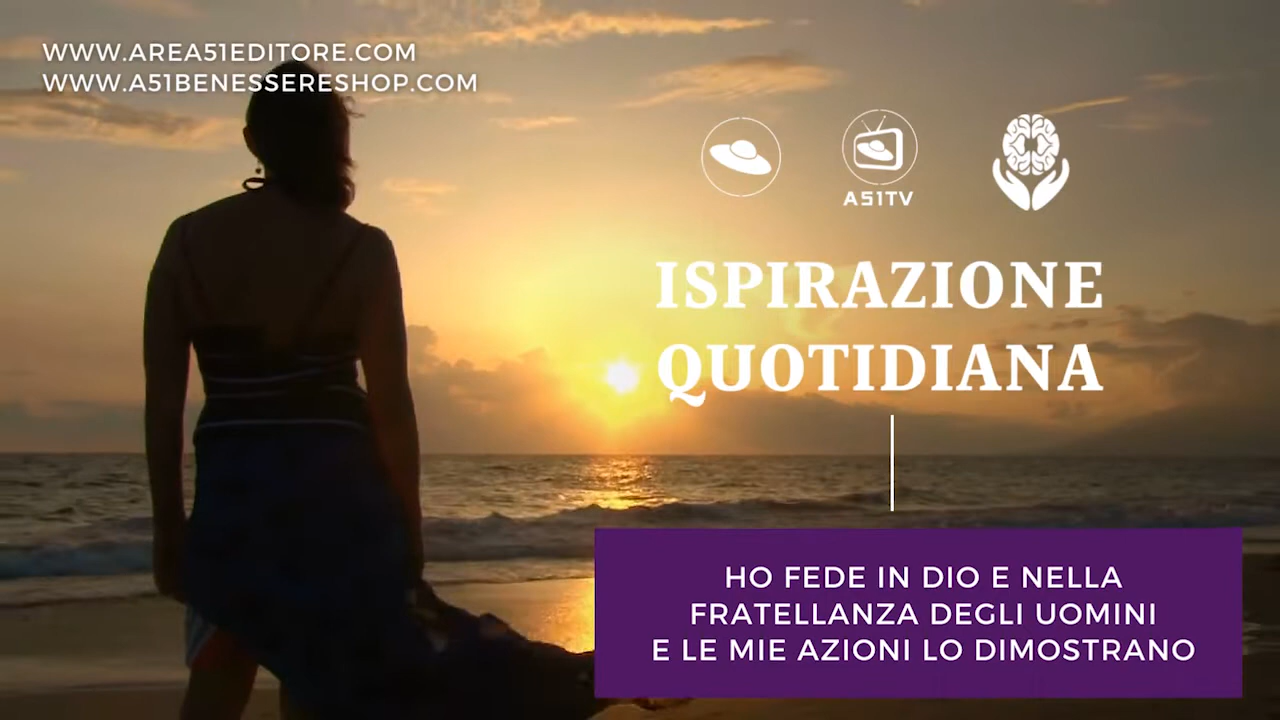 WWW.AREA51EDITORE.COM
WWW.A51BENESSERESHOP.COM
A51TV
ISPIRAZIONE
QUOTIDIANA
HO FEDE IN DIO E NELLA
FRATELLANZA DEGLI UOMINI
E LE MIE AZIONI LO DIMOSTRANO